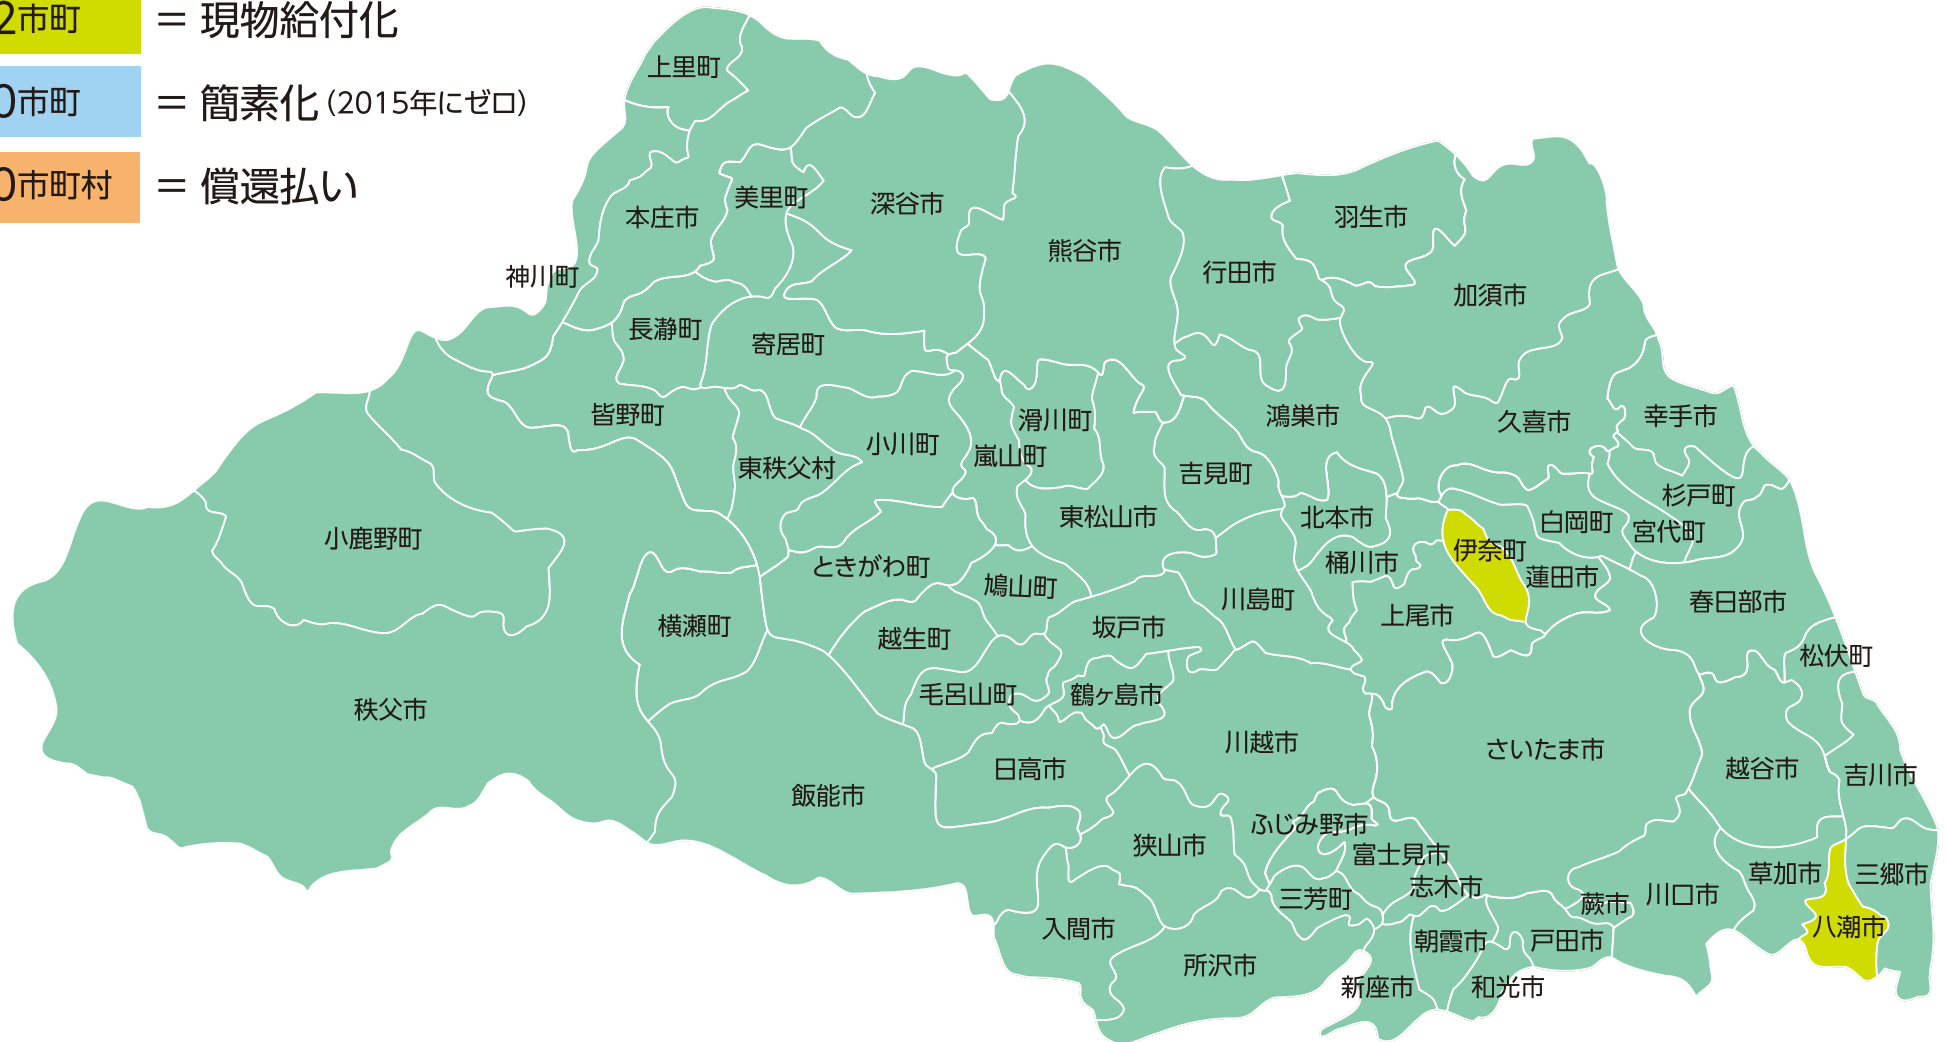 2市町 = 現物給付化
0市町 = 簡素化（2015年にゼロ）
0市町村 = 償還払い
上里町
本庄市
美里町
深谷市
神川町
熊谷市
行田市
羽生市
加須市
長瀞町
寄居町
皆野町
東秩父村
小川町
嵐山町
滑川町
吉見町
鴻巣市
久喜市
幸手市
杉戸町
宮代町
白岡町
小鹿野町
ときがわ町
鳩山町
東松山市
川島町
北本市
桶川市
伊奈町
蓮田市
上尾市
春日部市
松伏町
秩父市
横瀬町
越生町
毛呂山町
坂戸市
鶴ヶ島市
川越市
さいたま市
越谷市
吉川市
飯能市
日高市
狭山市
ふじみ野市
富士見市
志木市
三芳町
蕨市
川口市
草加市
三郷市
八潮市
入間市
所沢市
朝霞市
戸田市
新座市
和光市